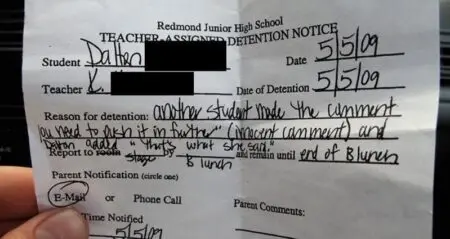 Redmond Junior High School
TEACHER-ASSIGNED DETENTION NOTICE
Student Dalton Date 5/5/09
Teacher K. Date of Detention 5/5/09
Reason for detention: another student made the comment
"you need to push it in further" (innocent comment) and
Dalton added "that's what she said."
Report to room stage by B lunch and remain until end of B lunch
Parent Notification (circle one)
E-Mail or Phone Call Parent Comments:
Time Notified
5/5/09